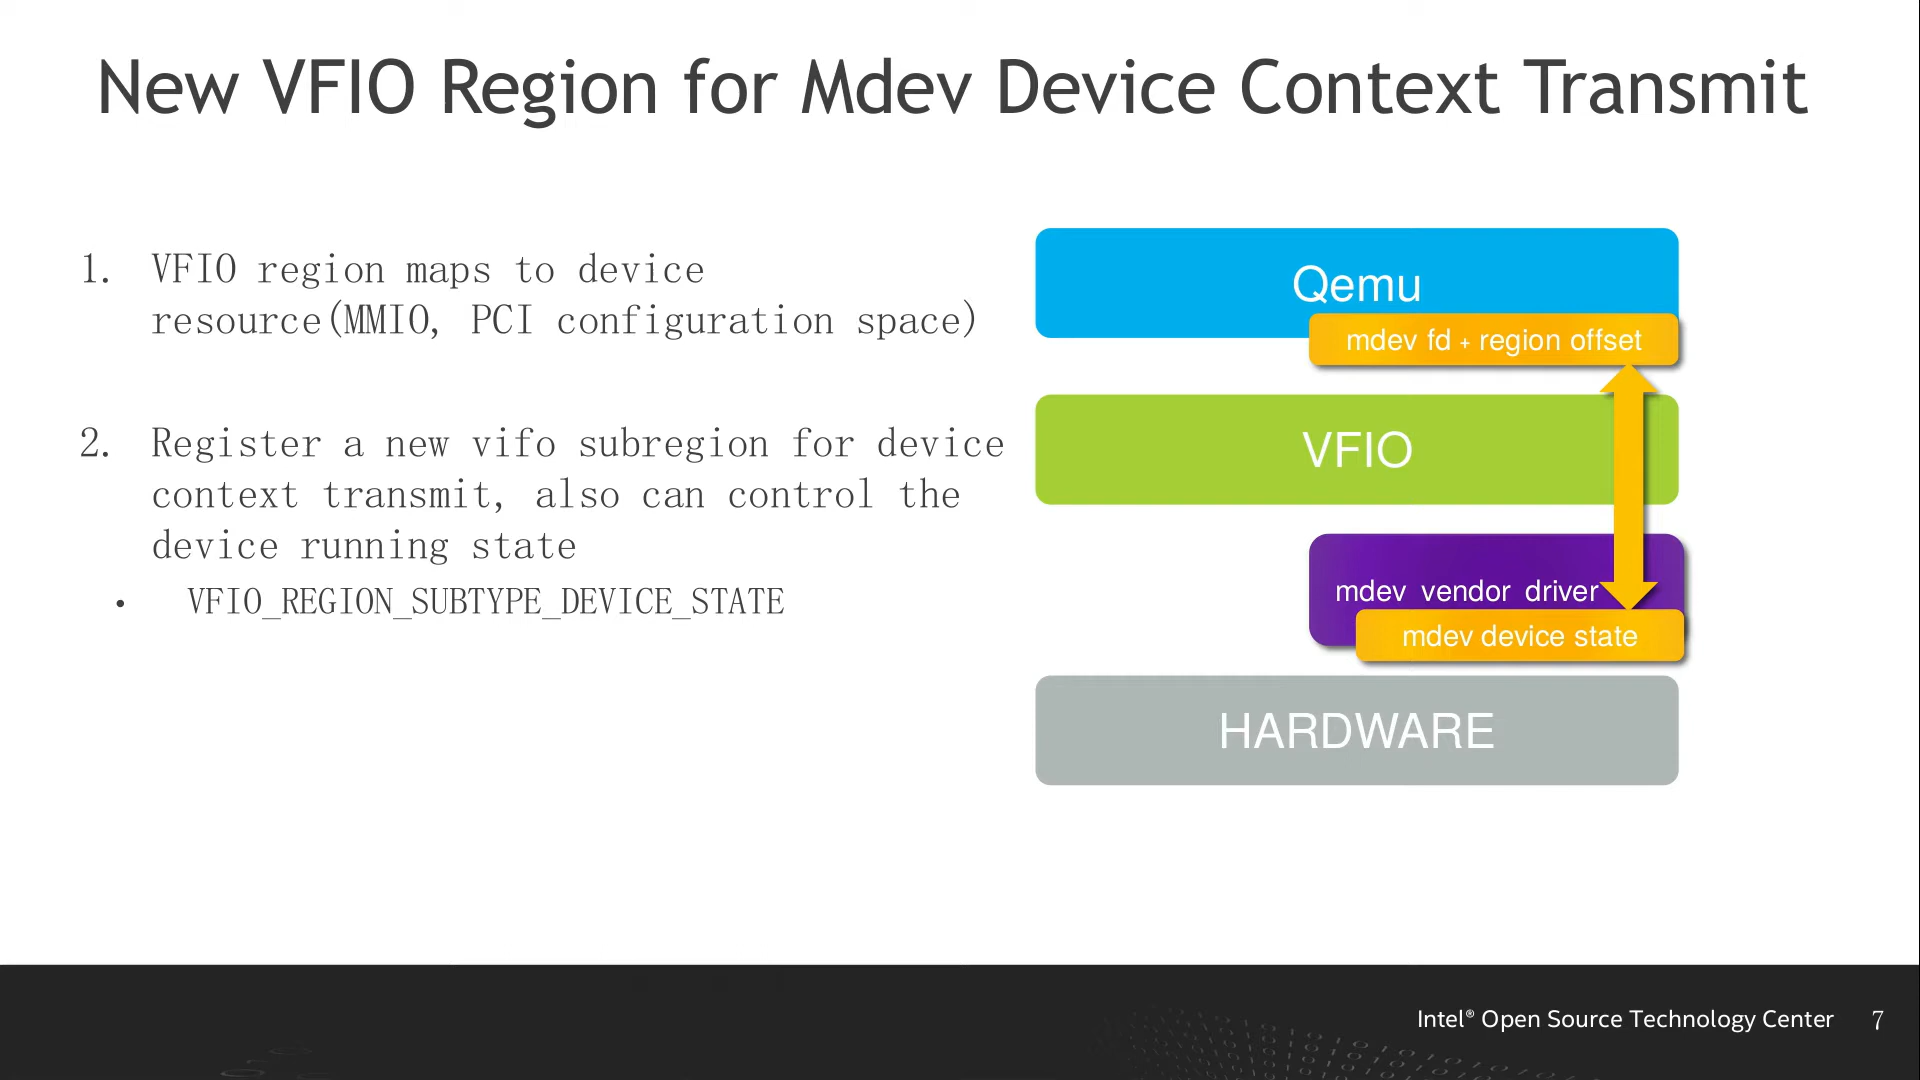 New VFIO Region for Mdev Device Context Transmit
1. VFIO region maps to device
resource(MMIO, PCI configuration space)
2. Register a new vifo subregion for device
context transmit, also can control the
device running state
• VFIO_REGION_SUBTYPE_DEVICE_STATE
Qemu
mdev fd + region offset
VFIO
mdev vendor driver
mdev device state
HARDWARE
Intel® Open Source Technology Center 7